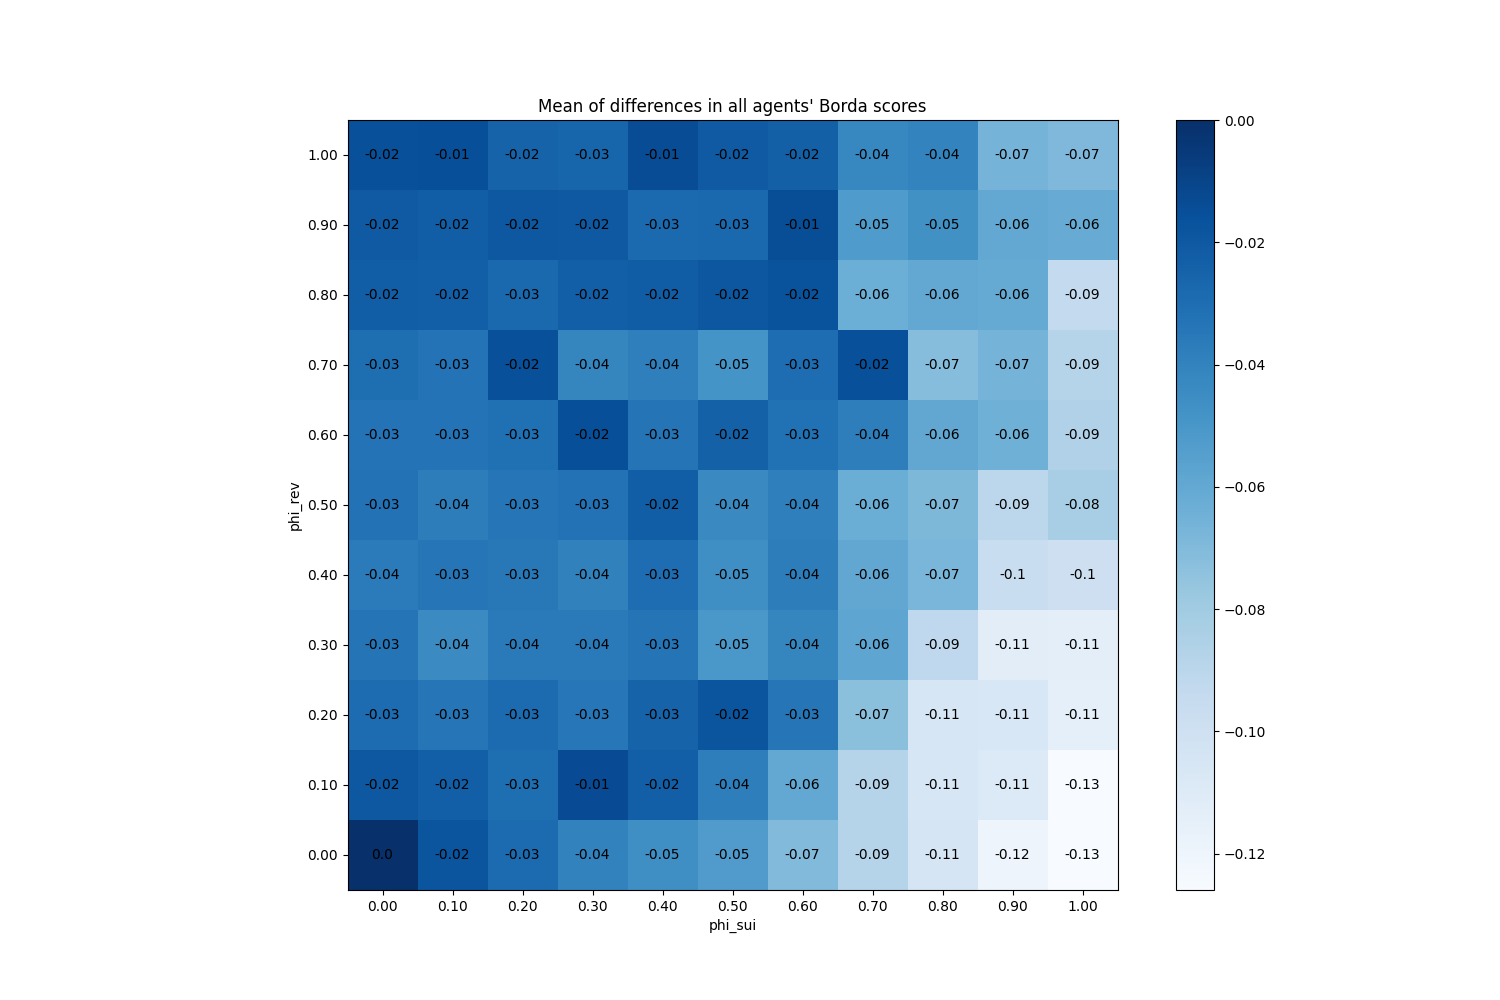 Mean of differences in all agents' Borda scores
1.00 -0.02 -0.01 -0.02 -0.03 -0.01 -0.02 -0.02 -0.04 -0.04 -0.07 -0.07
0.90 -0.02 -0.02 -0.02 -0.02 -0.03 -0.03 -0.01 -0.05 -0.05 -0.06 -0.06
0.80 -0.02 -0.02 -0.03 -0.02 -0.02 -0.02 -0.02 -0.06 -0.06 -0.06 -0.09
0.70 -0.03 -0.03 -0.02 -0.04 -0.04 -0.05 -0.03 -0.02 -0.07 -0.07 -0.09
0.60 -0.03 -0.03 -0.03 -0.02 -0.03 -0.02 -0.03 -0.04 -0.06 -0.06 -0.09
0.50 -0.03 -0.04 -0.03 -0.03 -0.02 -0.04 -0.04 -0.06 -0.07 -0.09 -0.08
0.40 -0.04 -0.03 -0.03 -0.04 -0.03 -0.05 -0.04 -0.06 -0.07 -0.1 -0.1
0.30 -0.03 -0.04 -0.04 -0.04 -0.03 -0.05 -0.04 -0.06 -0.09 -0.11 -0.11
0.20 -0.03 -0.03 -0.03 -0.03 -0.03 -0.02 -0.03 -0.07 -0.11 -0.11 -0.11
0.10 -0.02 -0.02 -0.03 -0.01 -0.02 -0.04 -0.06 -0.09 -0.11 -0.11 -0.13
0.00 0.0 -0.02 -0.03 -0.04 -0.05 -0.05 -0.07 -0.09 -0.11 -0.12 -0.13
0.00 0.10 0.20 0.30 0.40 0.50 0.60 0.70 0.80 0.90 1.00
phi_sui
phi_rev
0.00
−0.02
−0.04
−0.06
−0.08
−0.10
−0.12